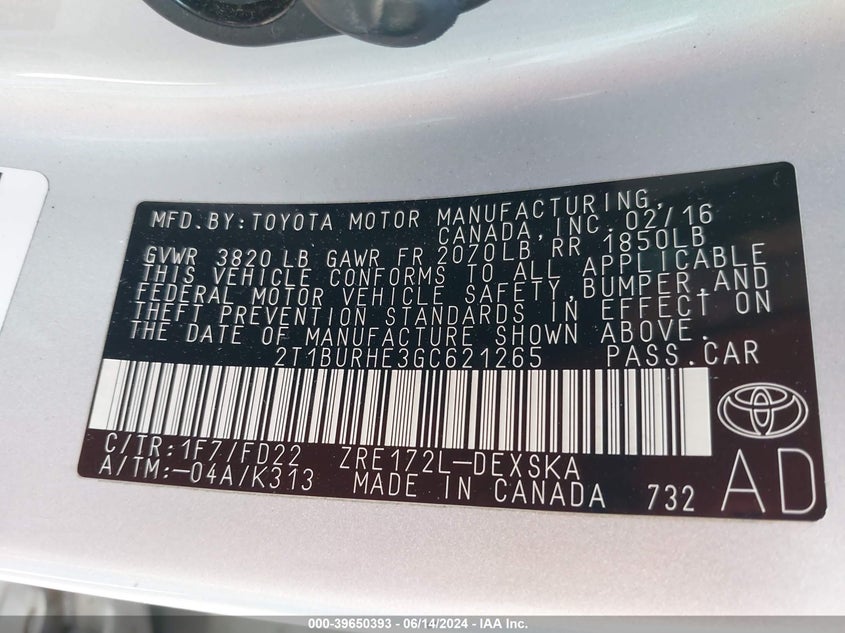 MFD. BY: TOYOTA MOTOR MANUFACTURING,
CANADA, INC. 02/16
GVWR 3820 LB GAWR FR 2070LB RR 1850LB
THIS VEHICLE CONFORMS TO ALL APPLICABLE
FEDERAL MOTOR VEHICLE SAFETY, BUMPER, AND
THEFT PREVENTION STANDARDS IN EFFECT ON
THE DATE OF MANUFACTURE SHOWN ABOVE.
2T1BURHE3GC621265 PASS. CAR
C/TR: 1F7/FD22 ZRE172L-DEXSKA
A/TM: -04A/K313 MADE IN CANADA 732 AD
000-39650393 - 06/14/2024 - IAA Inc.